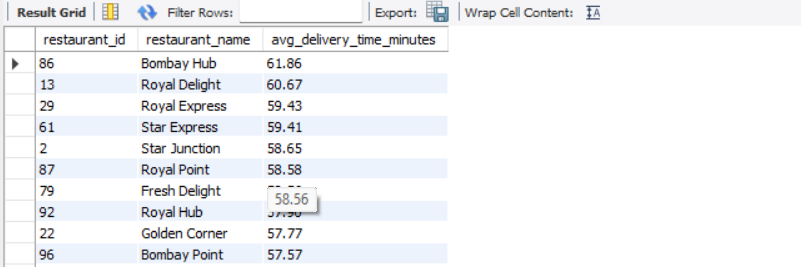 Result Grid Filter Rows: Export: Wrap Cell Content: IA
restaurant_id restaurant_name avg_delivery_time_minutes
86 Bombay Hub 61.86
13 Royal Delight 60.67
29 Royal Express 59.43
61 Star Express 59.41
2 Star Junction 58.65
87 Royal Point 58.58
79 Fresh Delight
58.56
92 Royal Hub
22 Golden Corner 57.77
96 Bombay Point 57.57